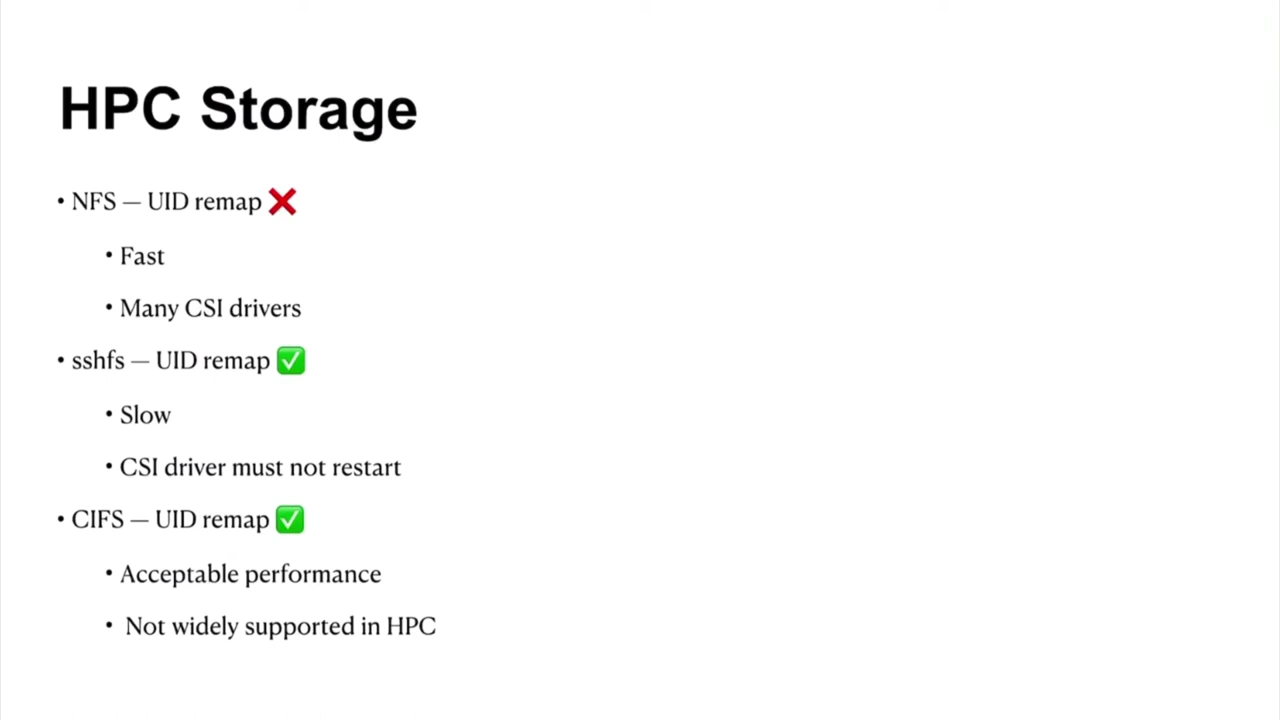 HPC Storage
• NFS — UID remap ❌
• Fast
• Many CSI drivers
• sshfs — UID remap ✅
• Slow
• CSI driver must not restart
• CIFS — UID remap ✅
• Acceptable performance
• Not widely supported in HPC